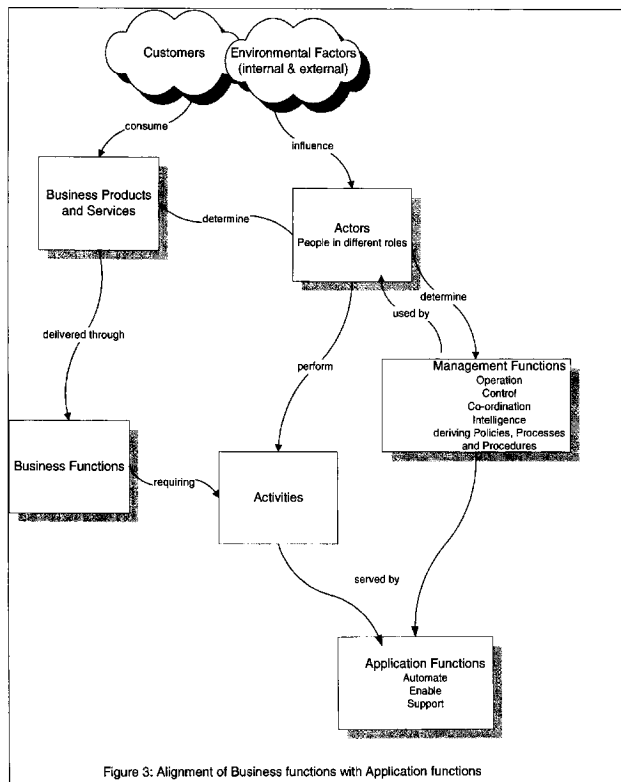 Customers
Environmental Factors
(internal & external)
consume
influence
Business Products
and Services
determine
Actors
People in different roles
determine
used by
delivered through
perform
Management Functions
Operation
Control
Co-ordination
Intelligence
deriving Policies, Processes
and Procedures
Business Functions
requiring
Activities
served by
Application Functions
Automate
Enable
Support
Figure 3: Alignment of Business functions with Application functions